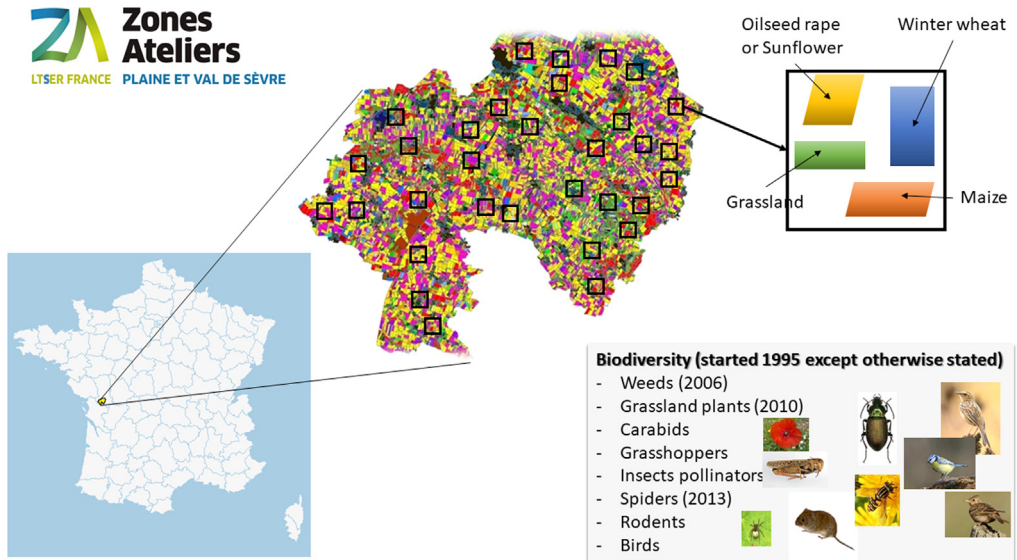 Zones
Ateliers
LTSER FRANCE PLAINE ET VAL DE SÈVRE
Oilseed rape
or Sunflower
Winter wheat
Grassland
Maize
Biodiversity (started 1995 except otherwise stated)
- Weeds (2006)
- Grassland plants (2010)
- Carabids
- Grasshoppers
- Insects pollinators
- Spiders (2013)
- Rodents
- Birds